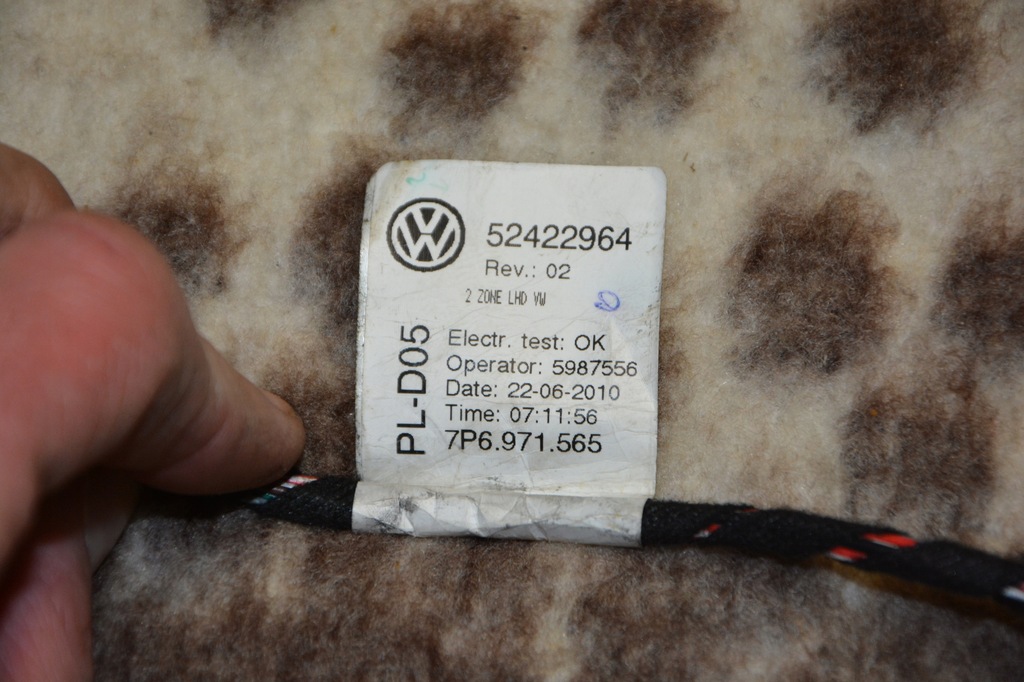 52422964
Rev.: 02
2 ZONE LHD VW
PL-D05
Electr. test: OK
Operator: 5987556
Date: 22-06-2010
Time: 07:11:56
7P6.971.565